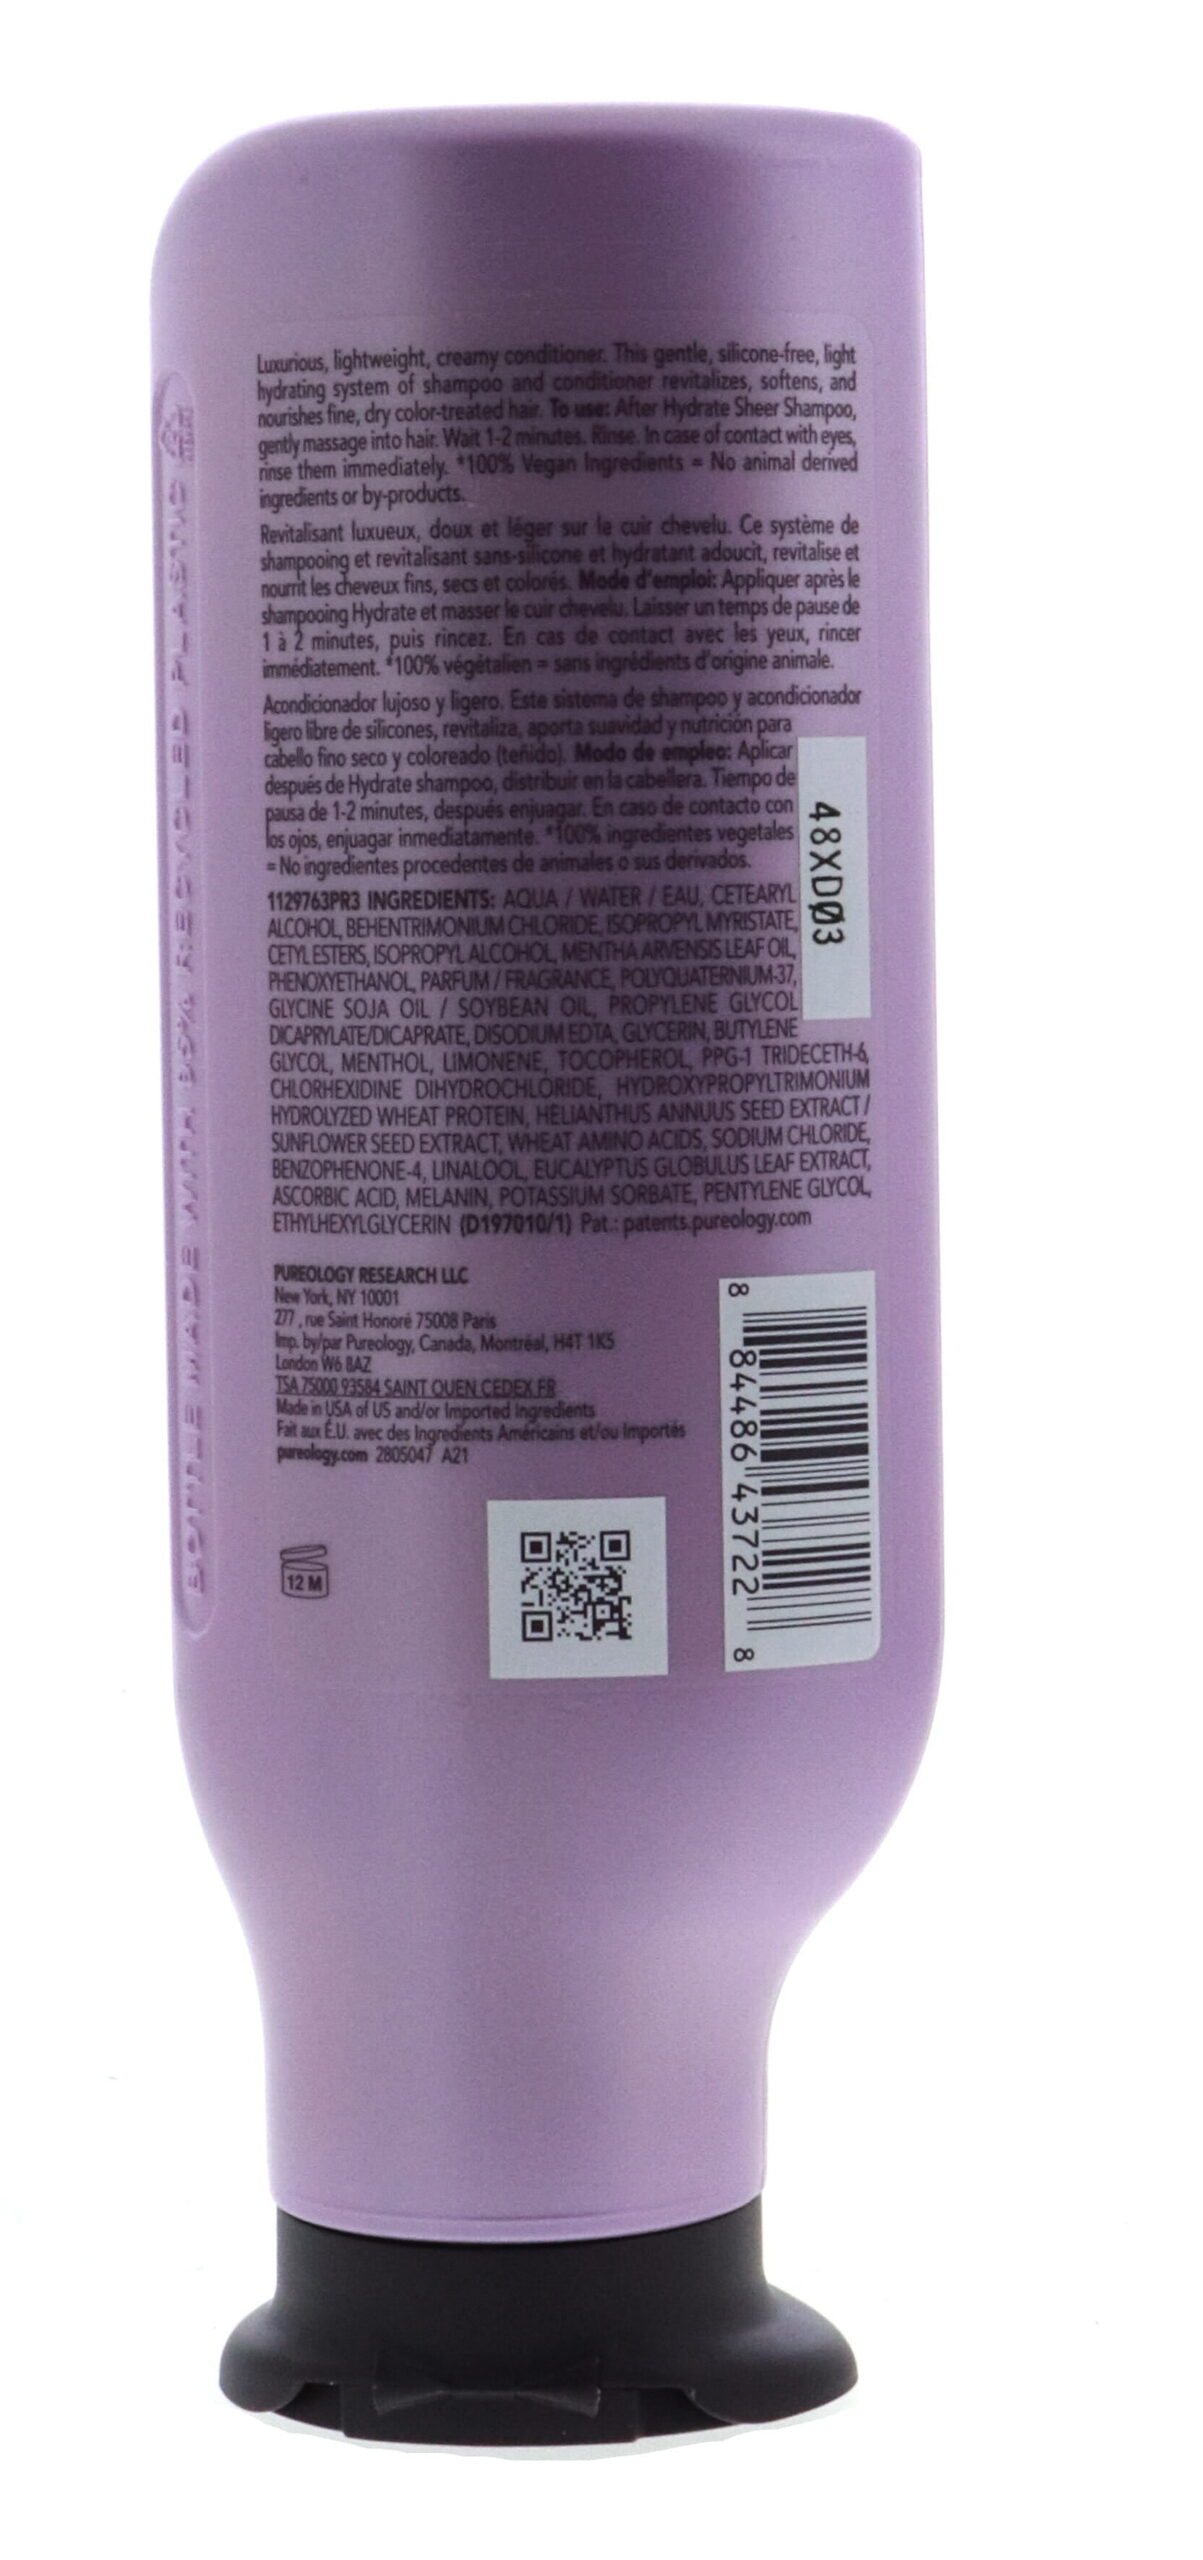 Luxurious, lightweight, creamy conditioner. This gentle, silicone-free, light
hydrating system of shampoo and conditioner revitalizes, softens, and
nourishes fine, dry color-treated hair. To use: After Hydrate Sheer Shampoo,
gently massage into hair. Wait 1-2 minutes. Rinse. In case of contact with eyes,
rinse them immediately. *100% Vegan Ingredients = No animal derived
ingredients or by-products.
Revitalisant luxueux, doux et léger sur le cuir chevelu. Ce système de
shampooing et revitalisant sans-silicone et hydratant adoucit, revitalise et
nourrit les cheveux fins, secs et colorés. Mode d'emploi: Appliquer après le
shampooing Hydrate et masser le cuir chevelu. Laisser un temps de pause de
1 à 2 minutes, puis rincez. En cas de contact avec les yeux, rincer
immédiatement. *100% végétalien = sans ingrédients d'origine animale.
Acondicionador lujoso y ligero. Este sistema de shampoo y acondicionador
ligero libre de silicones, revitaliza, aporta suavidad y nutrición para
cabello fino seco y coloreado (teñido). Modo de empleo: Aplicar
después de Hydrate shampoo, distribuir en la cabellera. Tiempo de
pausa de 1-2 minutes, después enjuagar. En caso de contacto con
los ojos, enjuagar inmediatamente. *100% ingredientes vegetales
= No ingredientes procedentes de animales o sus derivados.
48XD03
1129763PR3 INGREDIENTS: AQUA / WATER / EAU, CETEARYL
ALCOHOL, BEHENTRIMONIUM CHLORIDE, ISOPROPYL MYRISTATE,
CETYL ESTERS, ISOPROPYL ALCOHOL, MENTHA ARVENSIS LEAF OIL,
PHENOXYETHANOL, PARFUM / FRAGRANCE, POLYQUATERNIUM-37,
GLYCINE SOJA OIL / SOYBEAN OIL, PROPYLENE GLYCOL
DICAPRYLATE/DICAPRATE, DISODIUM EDTA, GLYCERIN, BUTYLENE
GLYCOL, MENTHOL, LIMONENE, TOCOPHEROL, PPG-1 TRIDECETH-6,
CHLORHEXIDINE DIHYDROCHLORIDE, HYDROXYPROPYLTRIMONIUM
HYDROLYZED WHEAT PROTEIN, HELIANTHUS ANNUUS SEED EXTRACT /
SUNFLOWER SEED EXTRACT, WHEAT AMINO ACIDS, SODIUM CHLORIDE,
BENZOPHENONE-4, LINALOOL, EUCALYPTUS GLOBULUS LEAF EXTRACT,
ASCORBIC ACID, MELANIN, POTASSIUM SORBATE, PENTYLENE GLYCOL,
ETHYLHEXYLGLYCERIN (D197010/1) Pat.: patents.pureology.com
PUREOLOGY RESEARCH LLC
New York, NY 10001
277 , rue Saint Honoré 75008 Paris
Imp. by/par Pureology, Canada, Montréal, H4T 1K5
London W6 8AZ
TSA 75000 93584 SAINT OUEN CEDEX FR
Made in USA of US and/or Imported Ingredients
Fait aux É.U. avec des Ingredients Américains et/ou Importés
pureology.com 2805047 A21
12 M
8 84486 43722 8
BOTTLE MADE WITH 95% RECYCLED PLASTIC